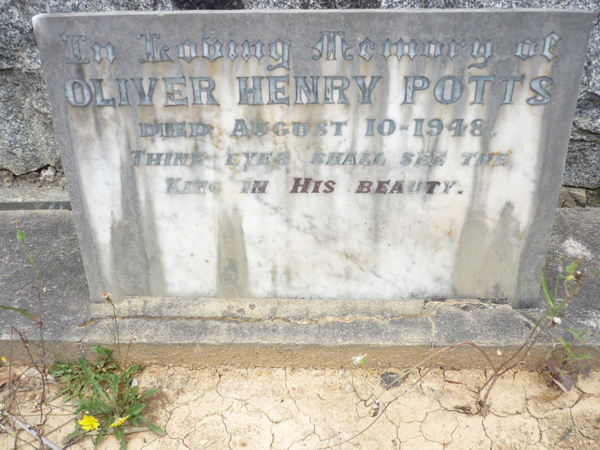 In Loving Memory of
OLIVER HENRY POTTS
DIED AUGUST 10-1948.
THINE EYES SHALL SEE THE
KING IN HIS BEAUTY.